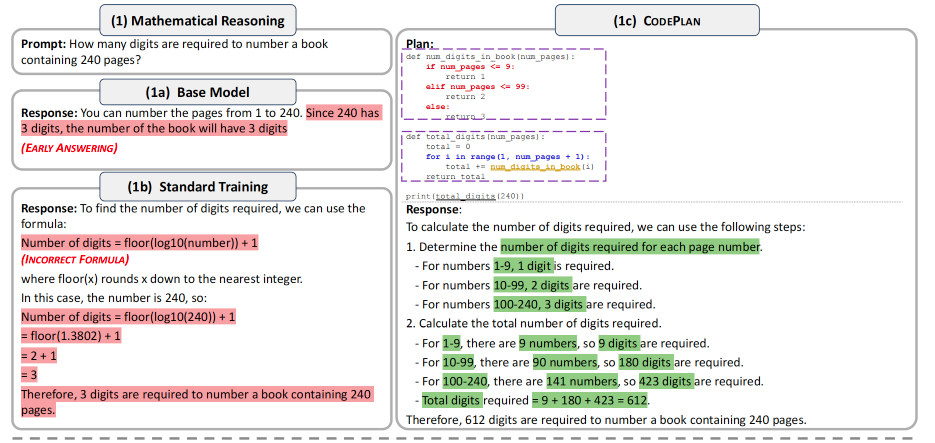 (1) Mathematical Reasoning
Prompt: How many digits are required to number a book
containing 240 pages?
(1a) Base Model
Response: You can number the pages from 1 to 240. Since 240 has
3 digits, the number of the book will have 3 digits
(EARLY ANSWERING)
(1b) Standard Training
Response: To find the number of digits required, we can use the
formula:
Number of digits = floor(log10(number)) + 1
(INCORRECT FORMULA)
where floor(x) rounds x down to the nearest integer.
In this case, the number is 240, so:
Number of digits = floor(log10(240)) + 1
= floor(1.3802) + 1
= 2 + 1
= 3
Therefore, 3 digits are required to number a book containing 240
pages.
(1c) CODEPLAN
Plan:
def num_digits_in_book(num_pages):
if num_pages <= 9:
return 1
elif num_pages <= 99:
return 2
else:
return 3
def total_digits(num_pages):
total = 0
for i in range(1, num_pages + 1):
total += num_digits_in_book(i)
return total
print(total_digits(240))
Response:
To calculate the number of digits required, we can use the following steps:
1. Determine the number of digits required for each page number.
- For numbers 1-9, 1 digit is required.
- For numbers 10-99, 2 digits are required.
- For numbers 100-240, 3 digits are required.
2. Calculate the total number of digits required.
- For 1-9, there are 9 numbers, so 9 digits are required.
- For 10-99, there are 90 numbers, so 180 digits are required.
- For 100-240, there are 141 numbers, so 423 digits are required.
- Total digits required = 9 + 180 + 423 = 612.
Therefore, 612 digits are required to number a book containing 240 pages.